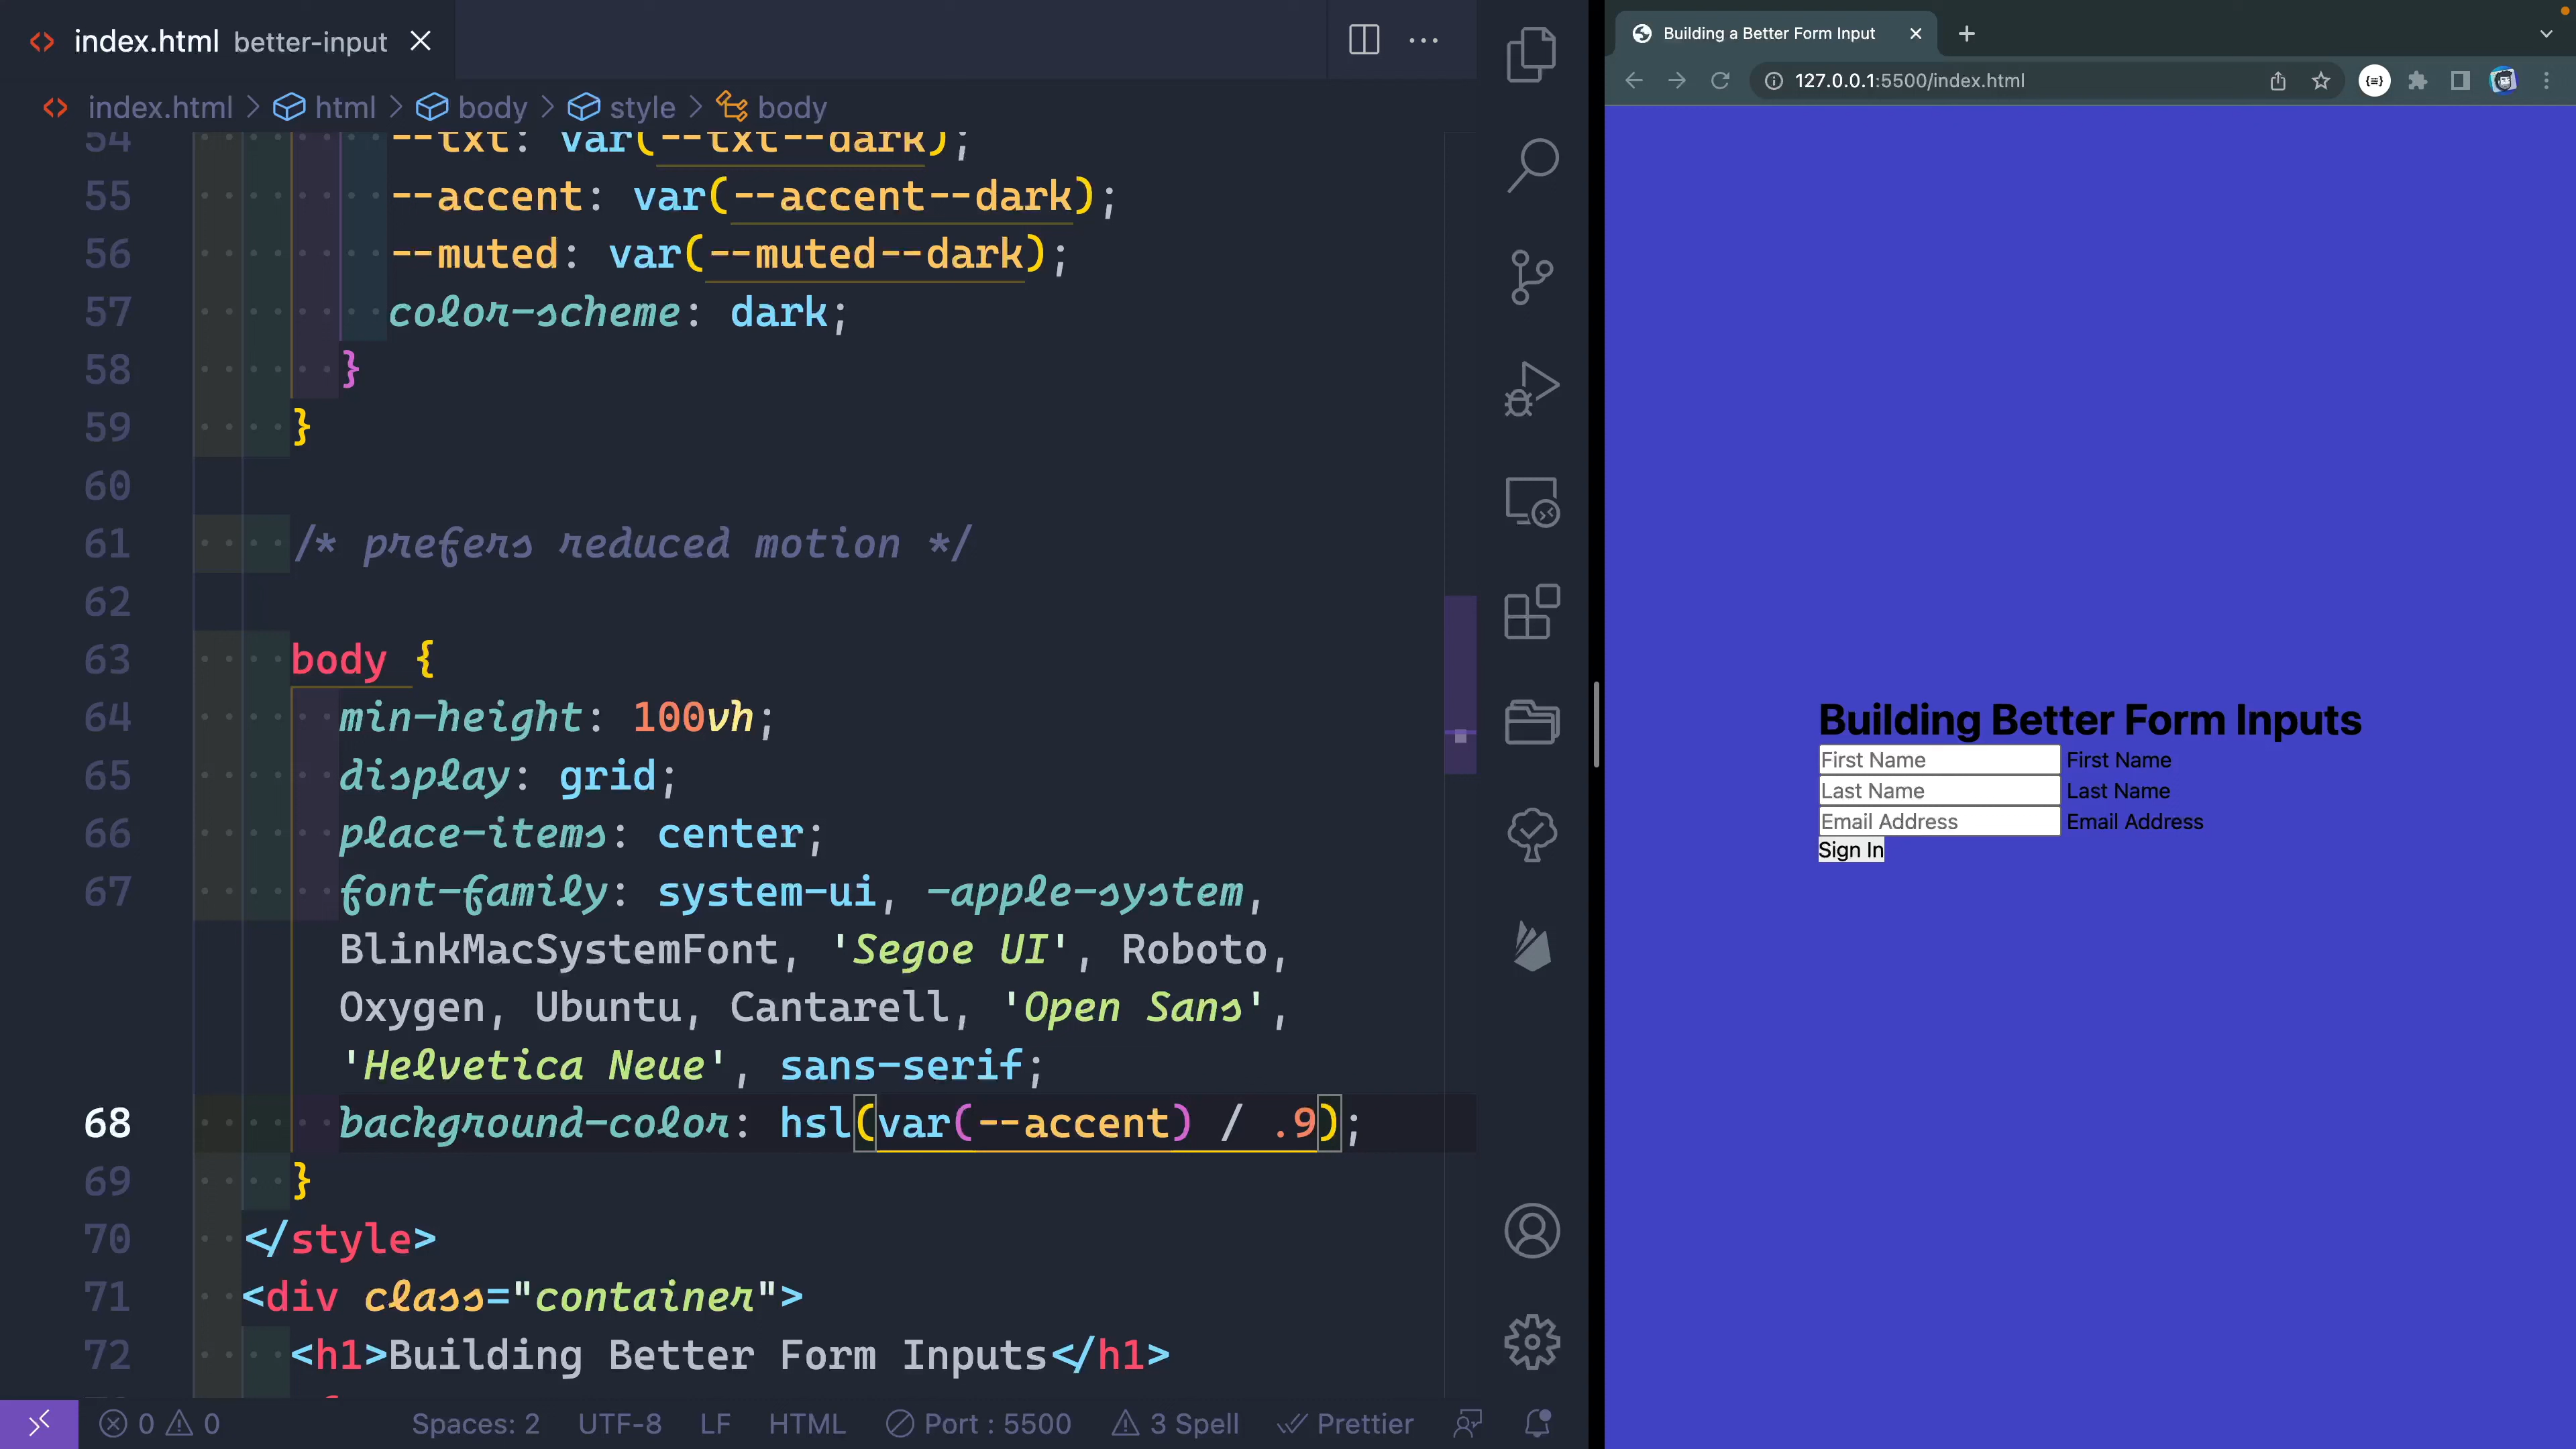 index.html better-input
index.html > html > body > style > body
54 --txt: var(--txt--dark);
55 --accent: var(--accent--dark);
56 --muted: var(--muted--dark);
57 color-scheme: dark;
58 }
59 }
60
61 /* prefers reduced motion */
62
63 body {
64 min-height: 100vh;
65 display: grid;
66 place-items: center;
67 font-family: system-ui, -apple-system,
BlinkMacSystemFont, 'Segoe UI', Roboto,
Oxygen, Ubuntu, Cantarell, 'Open Sans',
'Helvetica Neue', sans-serif;
68 background-color: hsl(var(--accent) / .9);
69 }
70 </style>
71 <div class="container">
72 <h1>Building Better Form Inputs</h1>
0 0 Spaces: 2 UTF-8 LF HTML Port : 5500 3 Spell Prettier
Building a Better Form Input
127.0.0.1:5500/index.html
Building Better Form Inputs
First Name First Name
Last Name Last Name
Email Address Email Address
Sign In